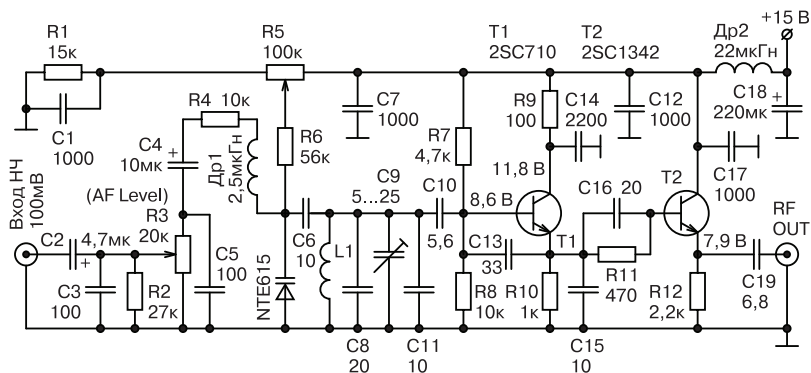 R1
15к
R5
100к
T1
2SC710
T2
2SC1342
Др2
22мкГн
+15 В
R4
10к
C1
1000
C4
10мк
Др1
2,5мкГн
R6
56к
C7
1000
R7
4,7к
R9
100
C14
2200
C12
1000
C18
220мк
+
Вход НЧ
100мВ
+
(AF Level)
R3
20к
C9
5...25
C10
5,6
11,8 В
8,6 В
C16
20
T2
C17
1000
C2
4,7мк
+
C5
100
C6
10
L1
C13
33
T1
7,9 В
RF
OUT
C3
100
R2
27к
NTE615
R8
10к
R10
1к
R11
470
R12
2,2к
C19
6,8
C8
20
C11
10
C15
10